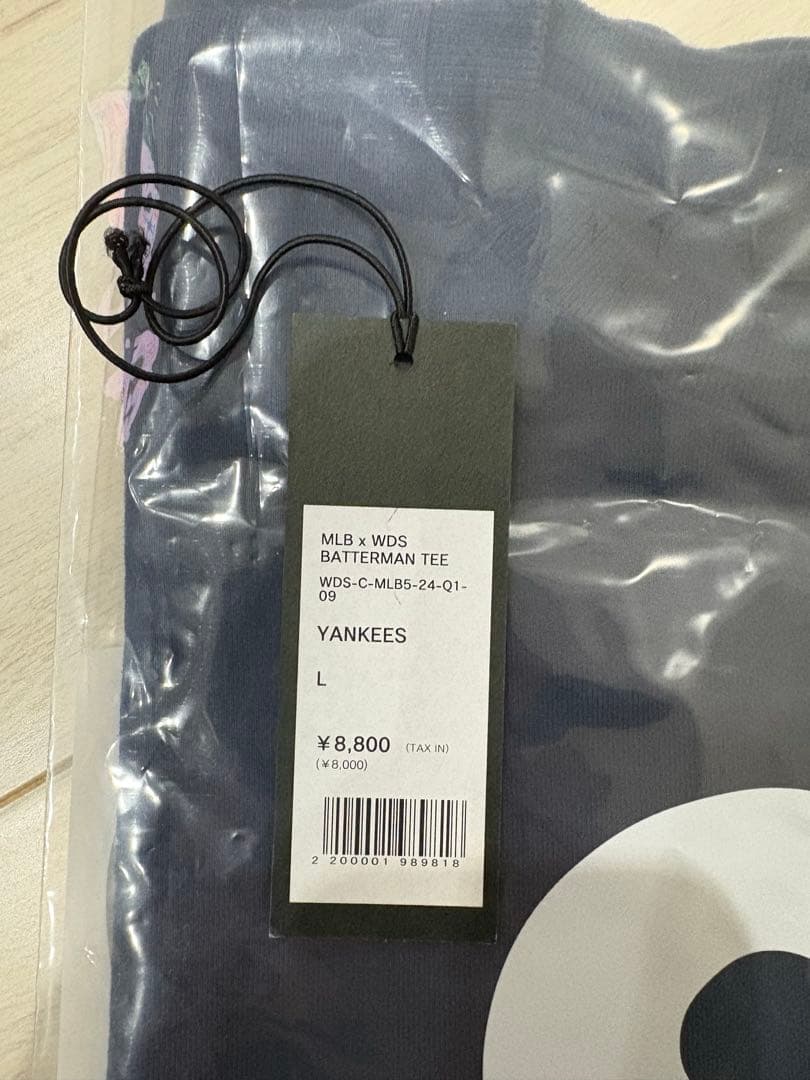 MLB x WDS
BATTERMAN TEE
WDS-C-MLB5-24-Q1-
09
YANKEES
L
¥8,800 (TAX IN)
(¥8,000)
2 200001 989818